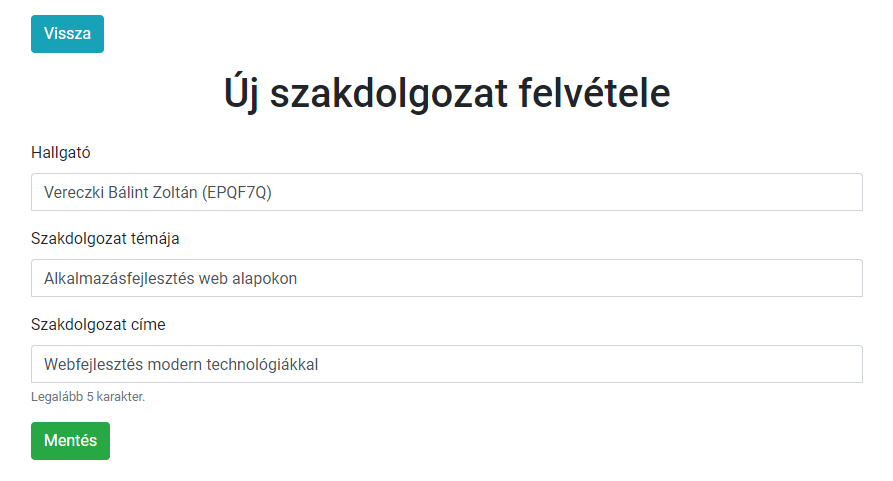 Vissza
Új szakdolgozat felvétele
Hallgató
Vereczki Bálint Zoltán (EPQF7Q)
Szakdolgozat témája
Alkalmazásfejlesztés web alapokon
Szakdolgozat címe
Webfejlesztés modern technológiákkal
Legalább 5 karakter.
Mentés